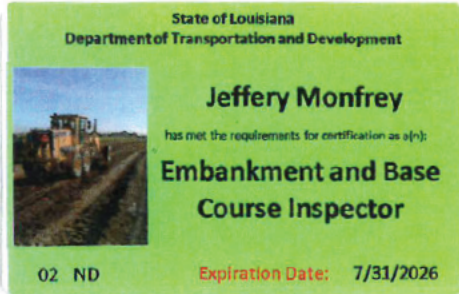 State of Louisiana
Department of Transportation and Development
Jeffery Monfrey
has met the requirements for certification as a(n):
Embankment and Base
Course Inspector
02 ND
Expiration Date: 7/31/2026